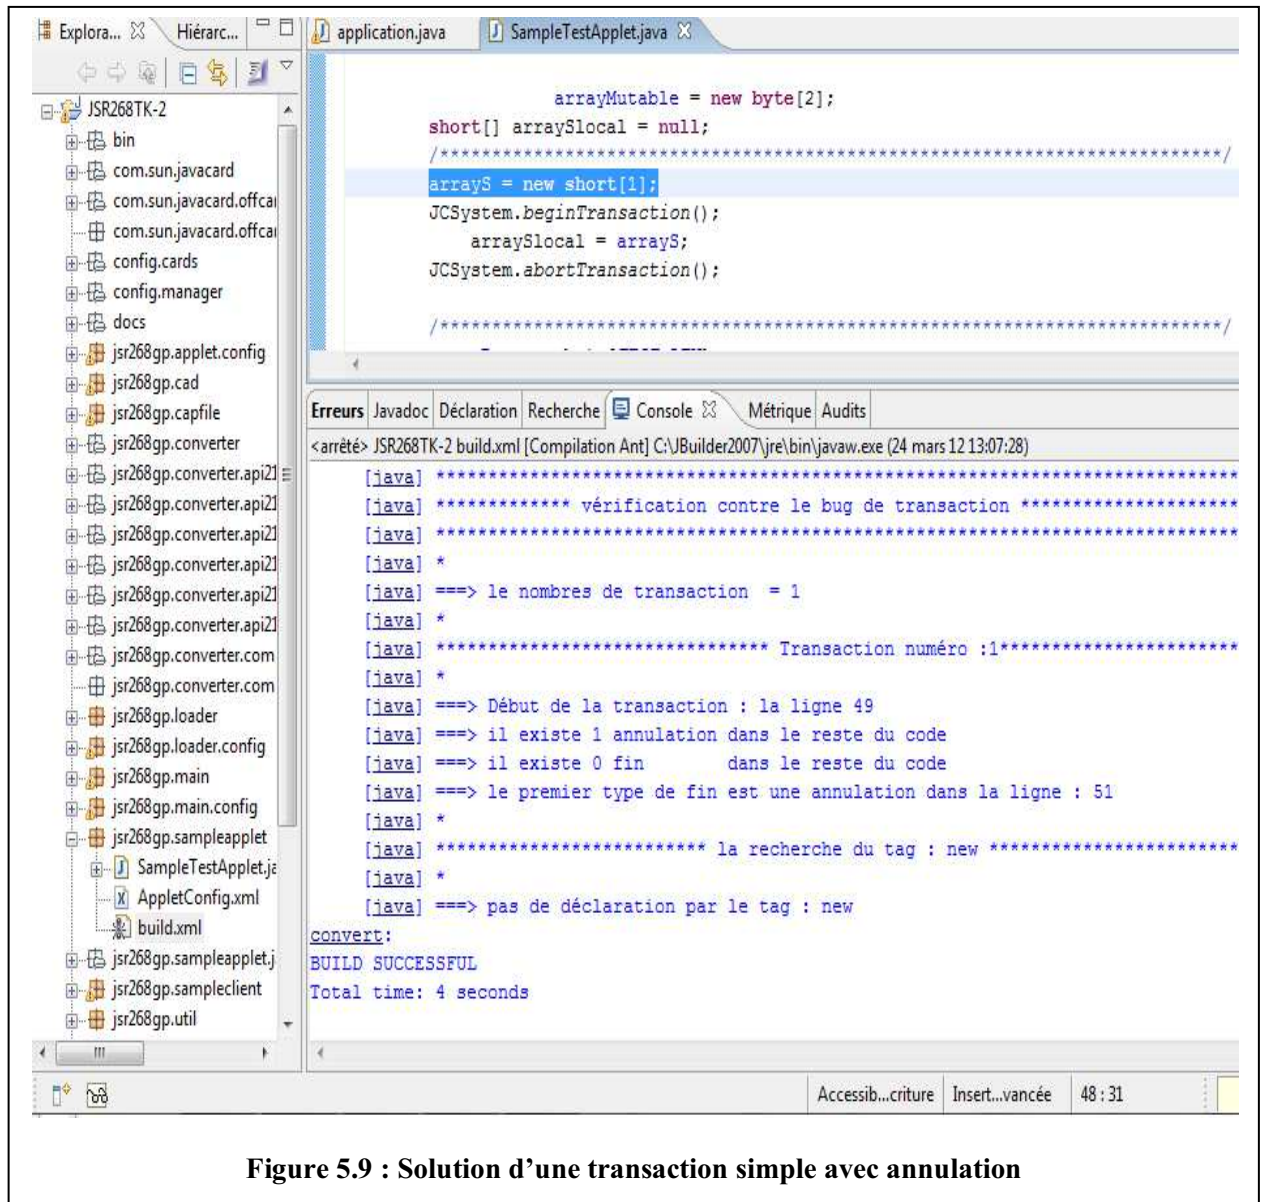 Explora... Hiérarc...
application.java SampleTestApplet.java
JSR268TK-2
bin
com.sun.javacard
com.sun.javacard.offcar
com.sun.javacard.offcar
config.cards
config.manager
docs
jsr268gp.applet.config
jsr268gp.cad
jsr268gp.capfile
jsr268gp.converter
jsr268gp.converter.api21
jsr268gp.converter.api21
jsr268gp.converter.api21
jsr268gp.converter.api21
jsr268gp.converter.api21
jsr268gp.converter.api21
jsr268gp.converter.com
jsr268gp.converter.com
jsr268gp.loader
jsr268gp.loader.config
jsr268gp.main
jsr268gp.main.config
jsr268gp.sampleapplet
SampleTestApplet.ja
AppletConfig.xml
build.xml
jsr268gp.sampleapplet.j
jsr268gp.sampleclient
jsr268gp.util
arrayMutable = new byte[2];
short[] arraySlocal = null;
/***************************************************************************/
arrayS = new short[1];
JCSystem.beginTransaction();
arraySlocal = arrayS;
JCSystem.abortTransaction();
/***************************************************************************/
Erreurs Javadoc Déclaration Recherche Console Métrique Audits
<arrêté> JSR268TK-2 build.xml [Compilation Ant] C:\JBuilder2007\jre\bin\javaw.exe (24 mars 12 13:07:28)
[java] *****************************************************************************
[java] ************* vérification contre le bug de transaction *********************
[java] *****************************************************************************
[java] *
[java] ===> le nombres de transaction = 1
[java] *
[java] ******************************** Transaction numéro :1***********************
[java] *
[java] ===> Début de la transaction : la ligne 49
[java] ===> il existe 1 annulation dans le reste du code
[java] ===> il existe 0 fin dans le reste du code
[java] ===> le premier type de fin est une annulation dans la ligne : 51
[java] *
[java] ************************** la recherche du tag : new ************************
[java] *
[java] ===> pas de déclaration par le tag : new
convert:
BUILD SUCCESSFUL
Total time: 4 seconds
Accessib...criture Insert...vancée 48 : 31
Figure 5.9 : Solution d’une transaction simple avec annulation